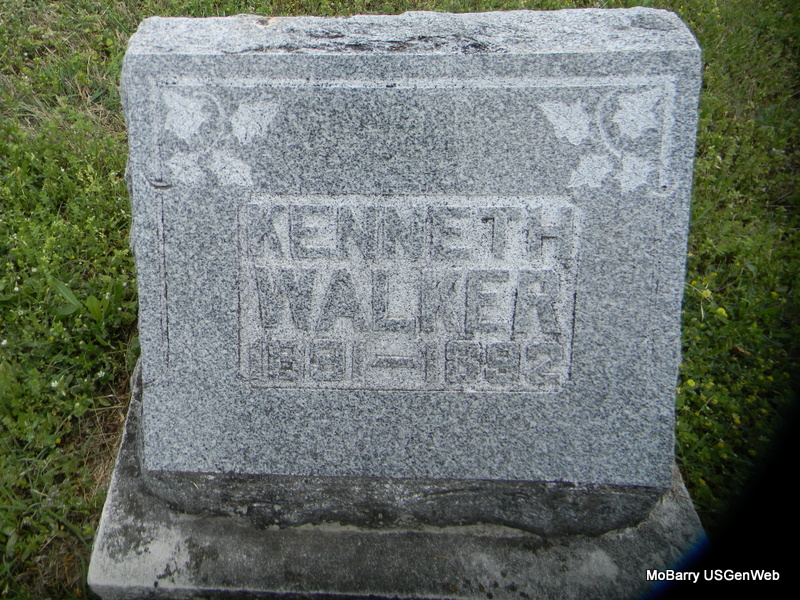 KENNETH
WALKER
1891—1892
MoBarry USGenWeb